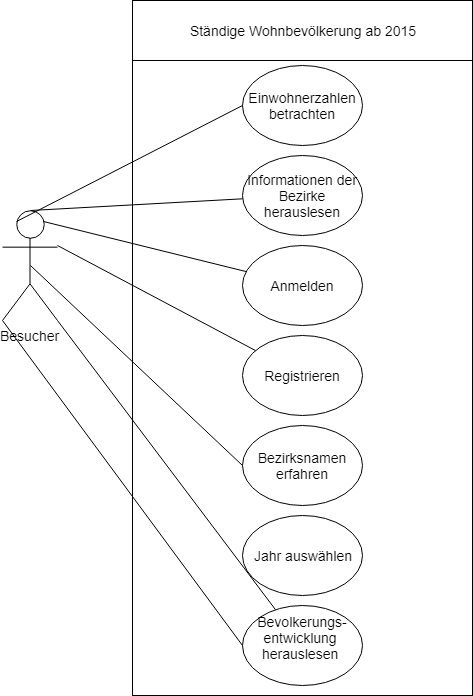 Ständige Wohnbevölkerung ab 2015
Einwohnerzahlen
betrachten
Informationen der
Bezirke
herauslesen
Anmelden
Besucher
Registrieren
Bezirksnamen
erfahren
Jahr auswählen
Bevolkerungs-
entwicklung
herauslesen